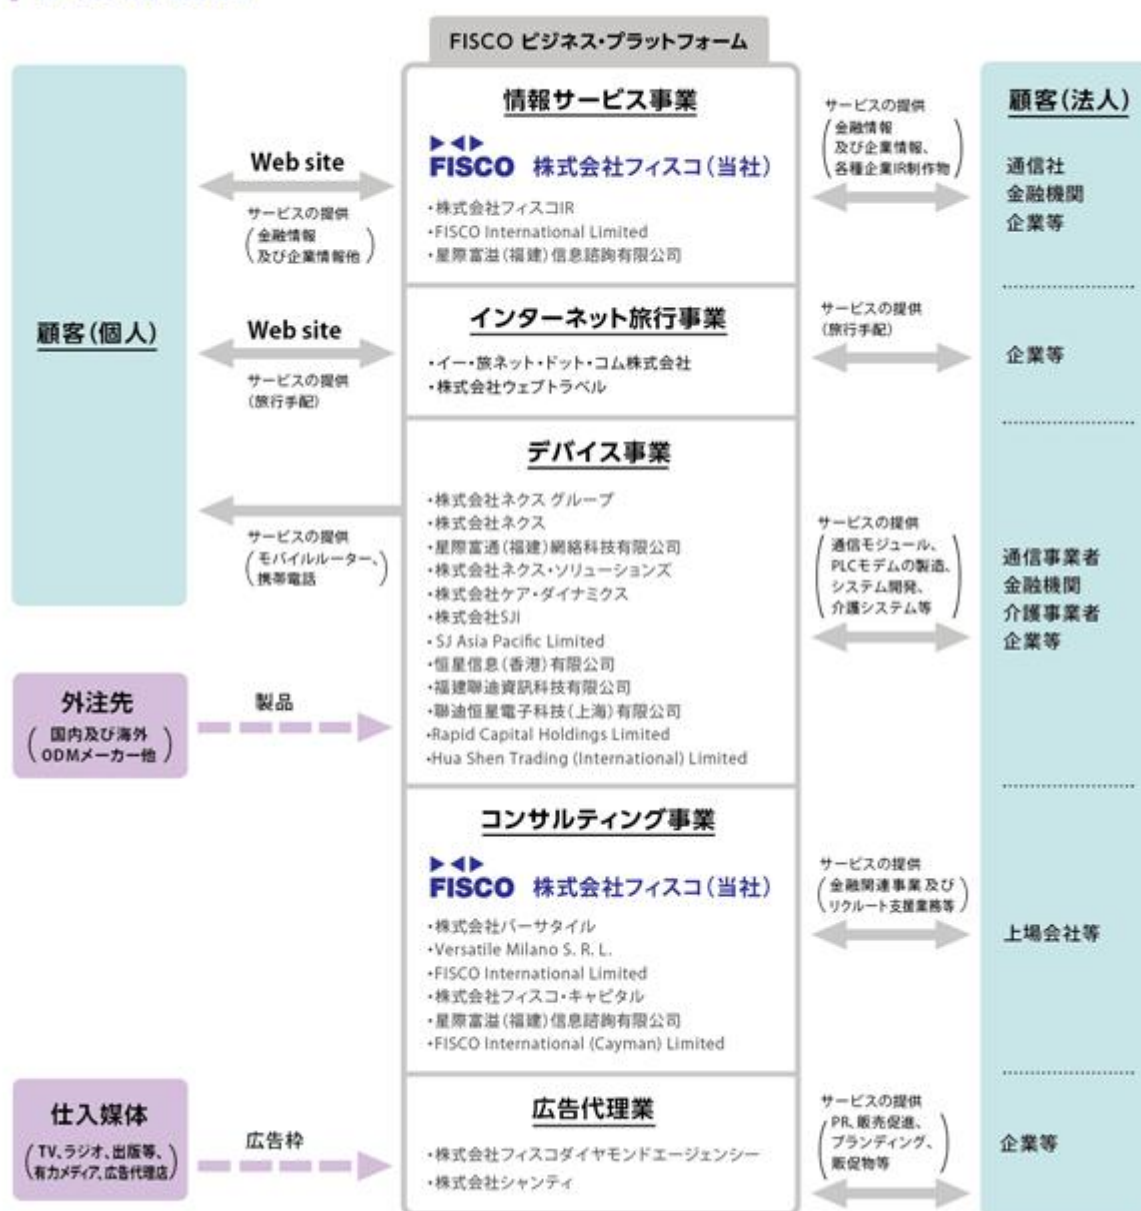 FISCO ビジネス・プラットフォーム
顧客(個人)
Web site
サービスの提供
(金融情報
及び企業情報他)
Web site
サービスの提供
(旅行手配)
サービスの提供
(モバイルルーター、
携帯電話)
外注先
(国内及び海外
ODMメーカー他)
製品
仕入媒体
(TV、ラジオ、出版等、
有力メディア、広告代理店)
広告枠
情報サービス事業
FISCO 株式会社フィスコ(当社)
・株式会社フィスコIR
・FISCO International Limited
・星際富溢(福建)信息諮詢有限公司
インターネット旅行事業
・イー・旅ネット・ドット・コム株式会社
・株式会社ウェブトラベル
デバイス事業
・株式会社ネクス グループ
・株式会社ネクス
・星際富通(福建)網絡科技有限公司
・株式会社ネクス・ソリューションズ
・株式会社ケア・ダイナミクス
・株式会社SJI
・SJ Asia Pacific Limited
・恒星信息(香港)有限公司
・福建聯迪資訊科技有限公司
・聯迪恒星電子科技(上海)有限公司
・Rapid Capital Holdings Limited
・Hua Shen Trading (International) Limited
コンサルティング事業
FISCO 株式会社フィスコ(当社)
・株式会社バーサタイル
・Versatile Milano S. R. L.
・FISCO International Limited
・株式会社フィスコ・キャピタル
・星際富溢(福建)信息諮詢有限公司
・FISCO International (Cayman) Limited
広告代理業
・株式会社フィスコダイヤモンドエージェンシー
・株式会社シャンティ
サービスの提供
(金融情報
及び企業情報、
各種企業IR制作物)
サービスの提供
(旅行手配)
サービスの提供
(通信モジュール、
PLCモデムの製造、
システム開発、
介護システム等)
サービスの提供
(金融関連事業及び
リクルート支援業務等)
サービスの提供
(PR、販売促進、
ブランディング、
販促物等)
顧客(法人)
通信社
金融機関
企業等
企業等
通信事業者
金融機関
介護事業者
企業等
上場会社等
企業等